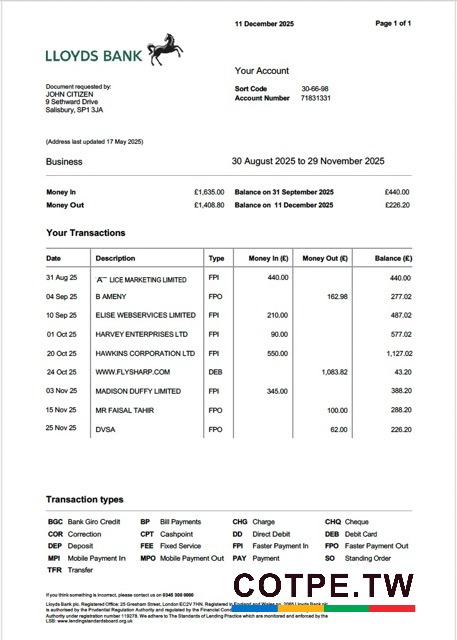 11 December 2025
Page 1 of 1
LLOYDS BANK
Your Account
Document requested by:
JOHN CITIZEN
9 Sethward Drive
Salisbury, SP1 3JA
Sort Code 30-66-98
Account Number 71831331
(Address last updated 17 May 2025)
Business 30 August 2025 to 29 November 2025
Money In £1,635.00 Balance on 31 September 2025 £440.00
Money Out £1,408.80 Balance on 11 December 2025 £226.20
Your Transactions
Date Description Type Money In (£) Money Out (£) Balance (£)
31 Aug 25 A LICE MARKETING LIMITED FPI 440.00 440.00
04 Sep 25 B AMENY FPO 162.98 277.02
10 Sep 25 ELISE WEBSERVICES LIMITED FPI 210.00 487.02
01 Oct 25 HARVEY ENTERPRISES LTD FPI 90.00 577.02
20 Oct 25 HAWKINS CORPORATION LTD FPI 550.00 1,127.02
24 Oct 25 WWW.FLYSHARP.COM DEB 1,083.82 43.20
03 Nov 25 MADISON DUFFY LIMITED FPI 345.00 388.20
15 Nov 25 MR FAISAL TAHIR FPO 100.00 288.20
25 Nov 25 DVSA FPO 62.00 226.20
Transaction types
BGC Bank Giro Credit BP Bill Payments CHG Charge CHQ Cheque
COR Correction CPT Cashpoint DD Direct Debit DEB Debit Card
DEP Deposit FEE Fixed Service FPI Faster Payment In FPO Faster Payment Out
MPI Mobile Payment In MPO Mobile Payment Out PAY Payment SO Standing Order
TFR Transfer
COTPE.TW
If you think something is incorrect, please contact us on 0345 300 0000
Lloyds Bank plc. Registered Office: 25 Gresham Street, London EC2V 7HN. Registered in England and Wales no. 2065 Lloyds Bank plc
is authorised by the Prudential Regulation Authority and regulated by the Financial
Authority under registration number 119278. We adhere to The Standards of Lending Practice which are monitored and enforced by the
LSB: www.lendingstandardsboard.org.uk